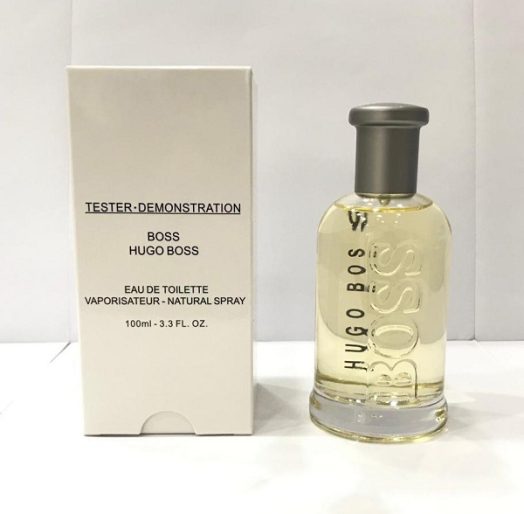 TESTER•DEMONSTRATION
BOSS
HUGO BOSS
EAU DE TOILETTE
VAPORISATEUR - NATURAL SPRAY
100ml - 3.3 FL. OZ.
HUGO BOSS
BOSS